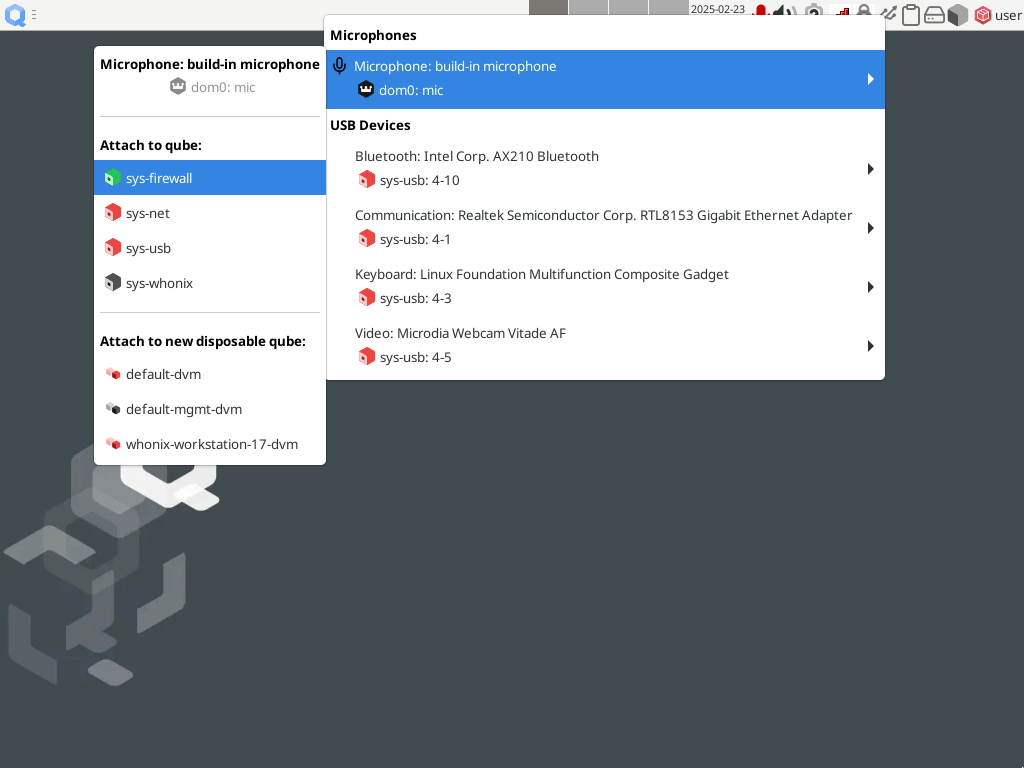 2025-02-23
user
Microphones
Microphone: build-in microphone
dom0: mic
USB Devices
Bluetooth: Intel Corp. AX210 Bluetooth
sys-usb: 4-10
Communication: Realtek Semiconductor Corp. RTL8153 Gigabit Ethernet Adapter
sys-usb: 4-1
Keyboard: Linux Foundation Multifunction Composite Gadget
sys-usb: 4-3
Video: Microdia Webcam Vitade AF
sys-usb: 4-5
Microphone: build-in microphone
dom0: mic
Attach to qube:
sys-firewall
sys-net
sys-usb
sys-whonix
Attach to new disposable qube:
default-dvm
default-mgmt-dvm
whonix-workstation-17-dvm